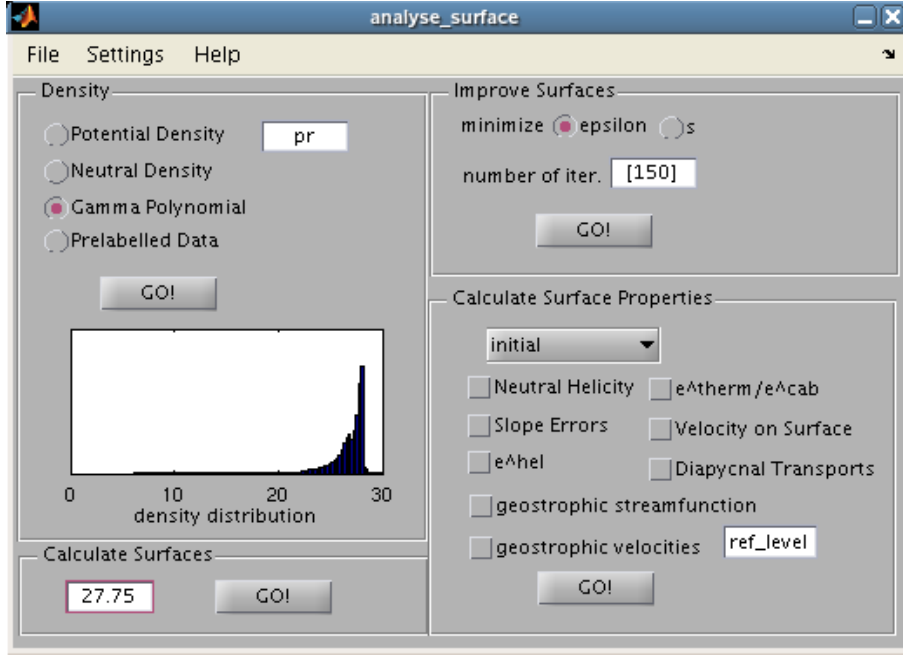 analyse_surface
File Settings Help
Density
Potential Density pr
Neutral Density
Gamma Polynomial
Prelabelled Data
GO!
0 10 20 30
density distribution
Calculate Surfaces
27.75 GO!
Improve Surfaces
minimize epsilon s
number of iter. [150]
GO!
Calculate Surface Properties
initial
Neutral Helicity e^therm/e^cab
Slope Errors Velocity on Surface
e^hel Diapycnal Transports
geostrophic streamfunction
geostrophic velocities ref_level
GO!